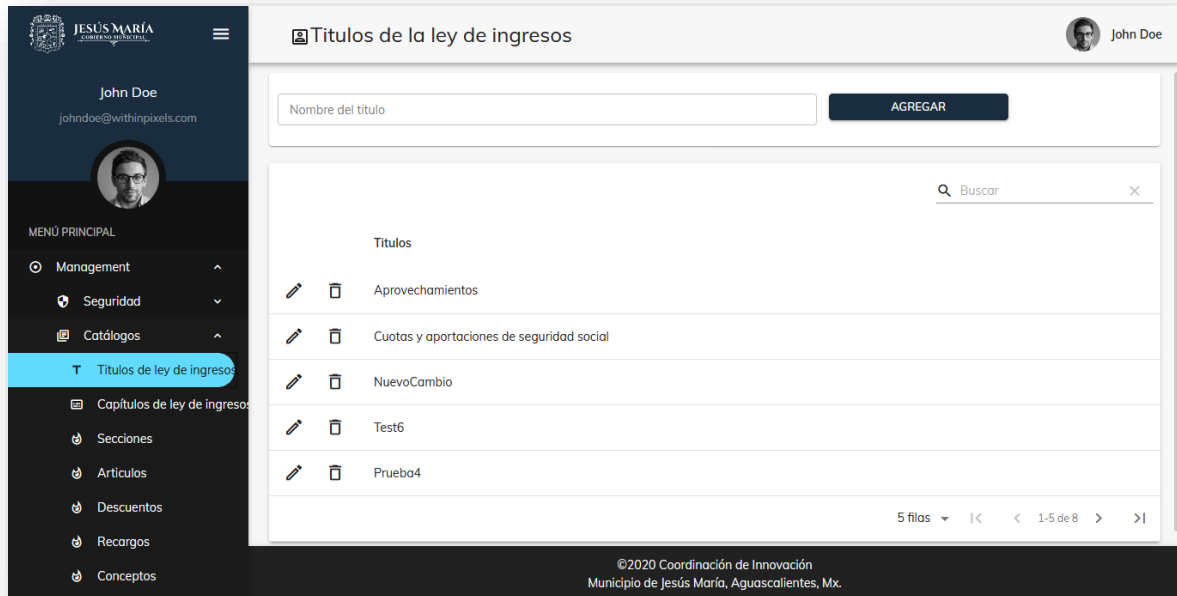 JESÚS MARÍA
GOBIERNO MUNICIPAL
Titulos de la ley de ingresos
John Doe
John Doe
johndoe@withinpixels.com
Nombre del titulo
AGREGAR
Buscar
MENÚ PRINCIPAL
Management
Seguridad
Catálogos
Titulos de ley de ingresos
Capítulos de ley de ingresos
Secciones
Articulos
Descuentos
Recargos
Conceptos
Titulos
Aprovechamientos
Cuotas y aportaciones de seguridad social
NuevoCambio
Test6
Prueba4
5 filas
1-5 de 8
©2020 Coordinación de Innovación
Municipio de Jesús María, Aguascalientes, Mx.